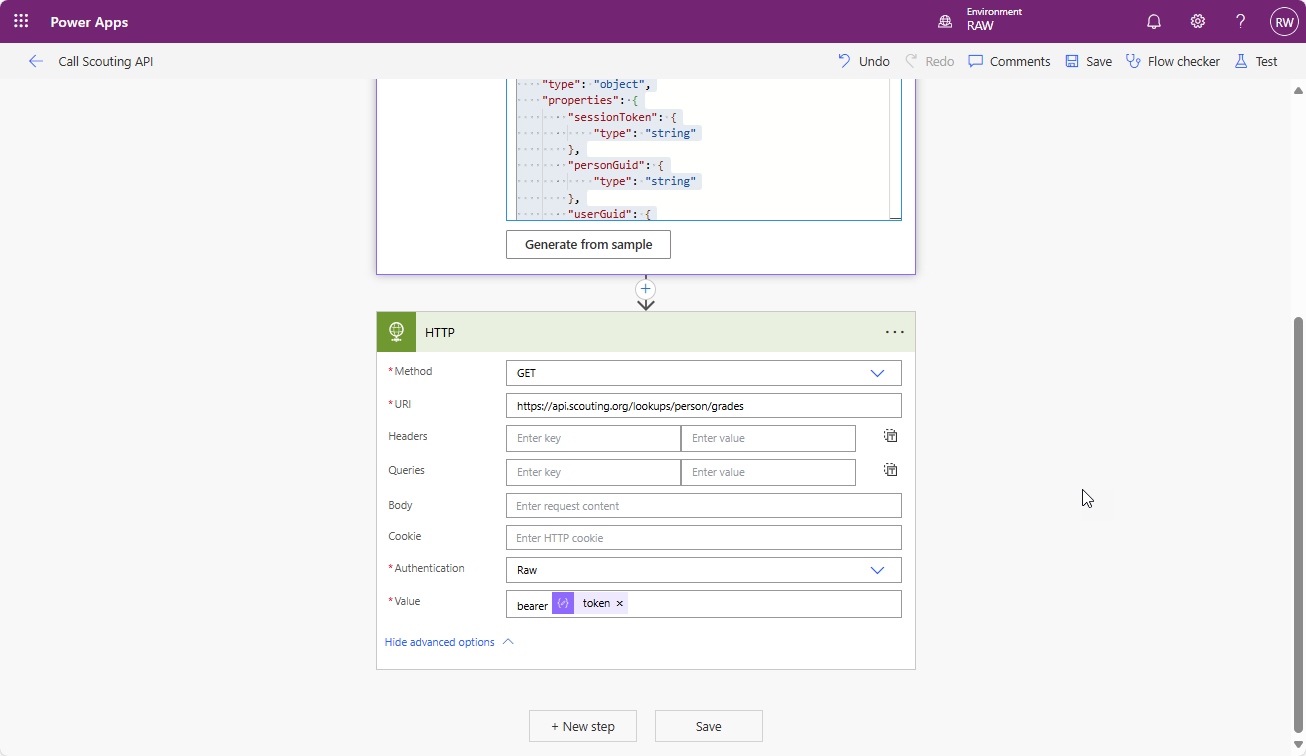 Power Apps
Environment
RAW
?
RW
Call Scouting API
Undo
Redo
Comments
Save
Flow checker
Test
"type": "object",
"properties": {
"sessionToken": {
"type": "string"
},
"personGuid": {
"type": "string"
},
"userGuid": {
Generate from sample
+
HTTP
...
* Method
GET
* URI
https://api.scouting.org/lookups/person/grades
Headers
Enter key
Enter value
Queries
Enter key
Enter value
Body
Enter request content
Cookie
Enter HTTP cookie
* Authentication
Raw
* Value
bearer token ×
Hide advanced options
+ New step
Save